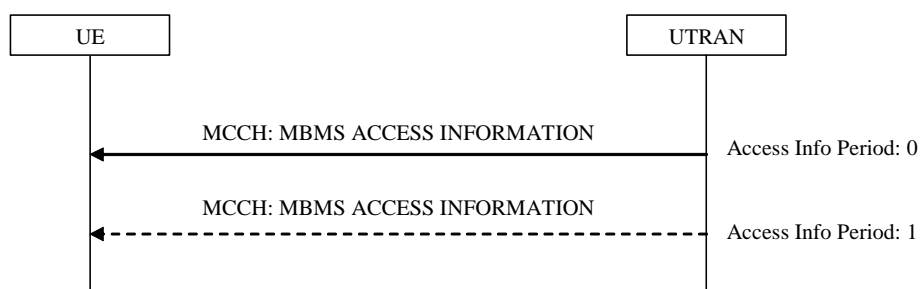 UE
UTRAN
MCCH: MBMS ACCESS INFORMATION
Access Info Period: 0
MCCH: MBMS ACCESS INFORMATION
Access Info Period: 1